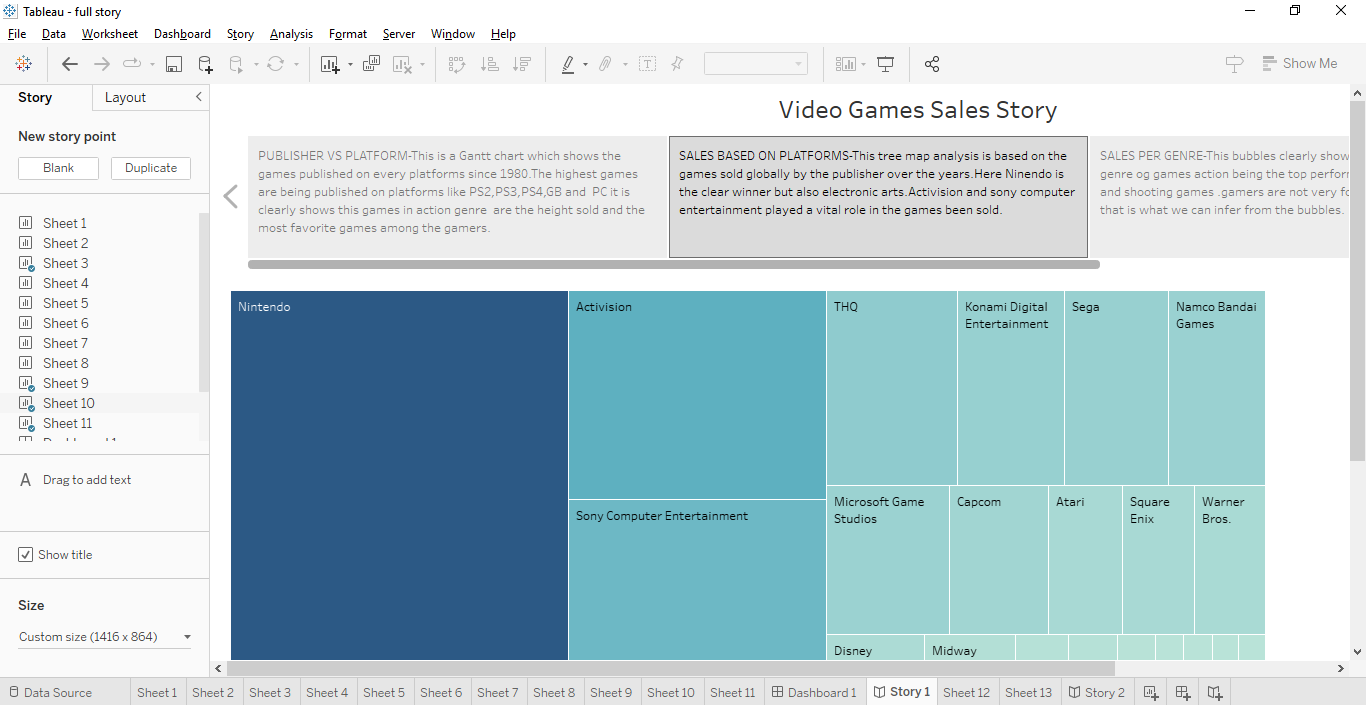 Tableau - full story
File Data Worksheet Dashboard Story Analysis Format Server Window Help
Show Me
Story Layout
New story point
Blank Duplicate
Sheet 1
Sheet 2
Sheet 3
Sheet 4
Sheet 5
Sheet 6
Sheet 7
Sheet 8
Sheet 9
Sheet 10
Sheet 11
A Drag to add text
Show title
Size
Custom size (1416 x 864)
Video Games Sales Story
PUBLISHER VS PLATFORM-This is a Gantt chart which shows the
games published on every platforms since 1980.The highest games
are being published on platforms like PS2,PS3,PS4,GB and PC it is
clearly shows this games in action genre are the height sold and the
most favorite games among the gamers.
SALES BASED ON PLATFORMS-This tree map analysis is based on the
games sold globally by the publisher over the years.Here Ninendo is
the clear winner but also electronic arts.Activision and sony computer
entertainment played a vital role in the games been sold.
SALES PER GENRE-This bubbles clearly show
genre og games action being the top perfor
and shooting games .gamers are not very fo
that is what we can infer from the bubbles.
Nintendo
Activision
Sony Computer Entertainment
THQ
Konami Digital
Entertainment
Sega
Namco Bandai
Games
Microsoft Game
Studios
Capcom
Atari
Square
Enix
Warner
Bros.
Disney
Midway
Data Source Sheet 1 Sheet 2 Sheet 3 Sheet 4 Sheet 5 Sheet 6 Sheet 7 Sheet 8 Sheet 9 Sheet 10 Sheet 11 Dashboard 1 Story 1 Sheet 12 Sheet 13 Story 2